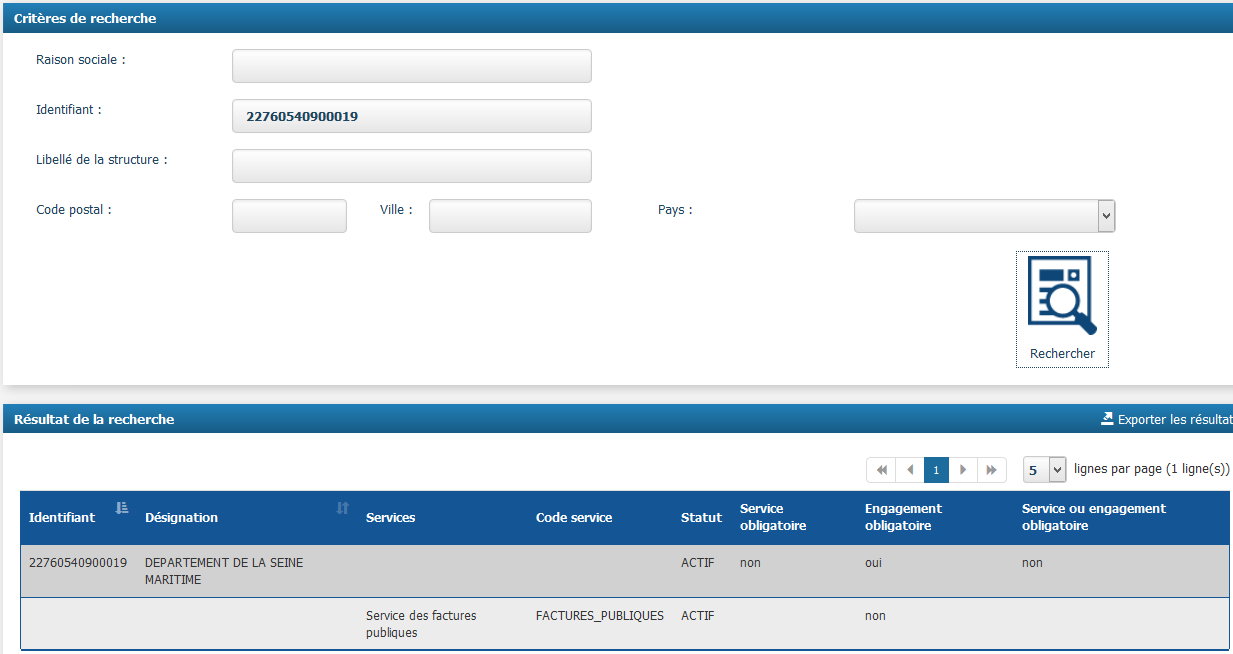 Critères de recherche
Raison sociale :
Identifiant :
22760540900019
Libellé de la structure :
Code postal :
Ville :
Pays :
Rechercher
Résultat de la recherche
Exporter les résultat
1
5
lignes par page (1 ligne(s))
Identifiant
Désignation
Services
Code service
Statut
Service
obligatoire
Engagement
obligatoire
Service ou engagement
obligatoire
22760540900019
DEPARTEMENT DE LA SEINE
MARITIME
ACTIF
non
oui
non
Service des factures
publiques
FACTURES_PUBLIQUES
ACTIF
non